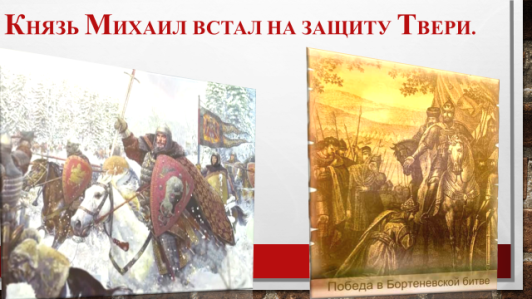 Князь Михаил встал на защиту Твери.
Победа в Бортеневской битве